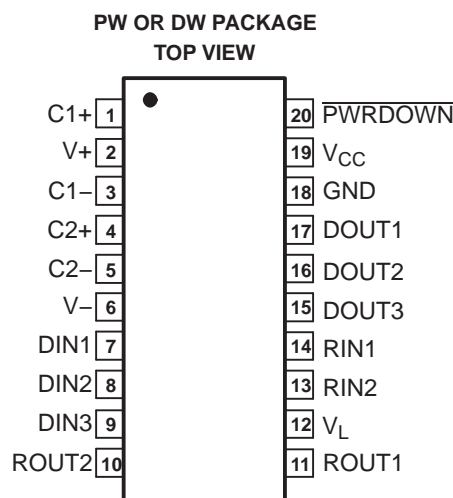 PW OR DW PACKAGE
TOP VIEW
C1+ 1 20 P̅W̅R̅D̅O̅W̅N̅
V+ 2 19 VCC
C1− 3 18 GND
C2+ 4 17 DOUT1
C2− 5 16 DOUT2
V− 6 15 DOUT3
DIN1 7 14 RIN1
DIN2 8 13 RIN2
DIN3 9 12 VL
ROUT2 10 11 ROUT1